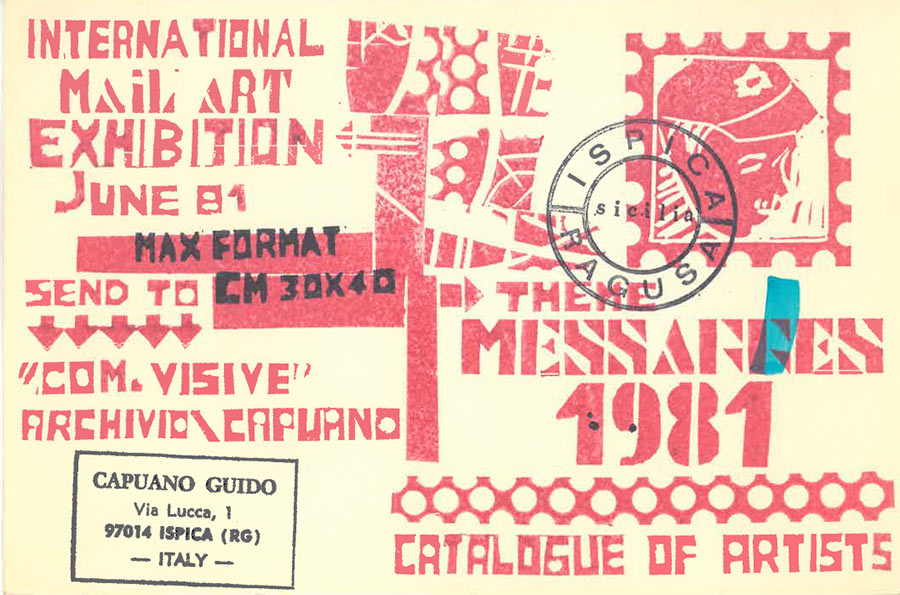 INTERNATIONAL
MAIL ART
EXHIBITION
JUNE 81
MAX FORMAT
CM 30X40
SEND TO
"COM. VISIVE"
ARCHIVIO\CAPUANO
CAPUANO GUIDO
Via Lucca, 1
97014 ISPICA (RG)
— ITALY —
ISPICA
sicilia
RAGUSA
THEME
1981
CATALOGUE OF ARTISTS